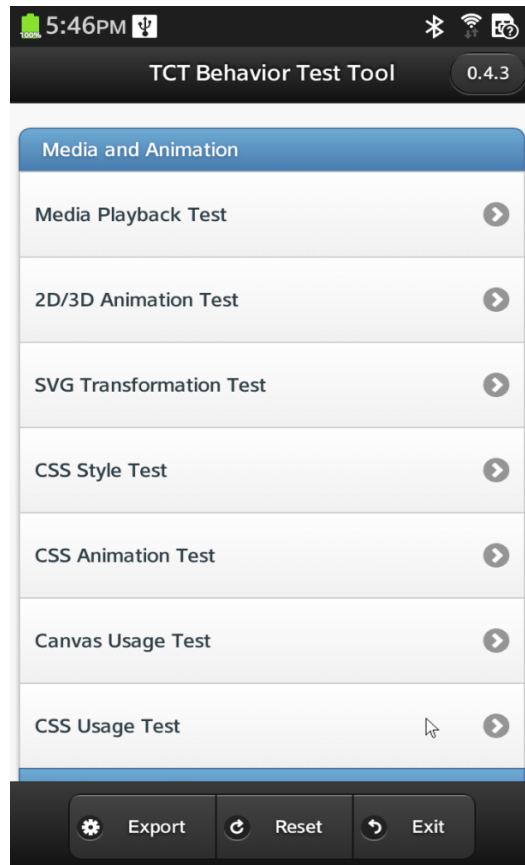 100%
5:46PM
TCT Behavior Test Tool
0.4.3
Media and Animation
Media Playback Test
2D/3D Animation Test
SVG Transformation Test
CSS Style Test
CSS Animation Test
Canvas Usage Test
CSS Usage Test
Export Reset Exit